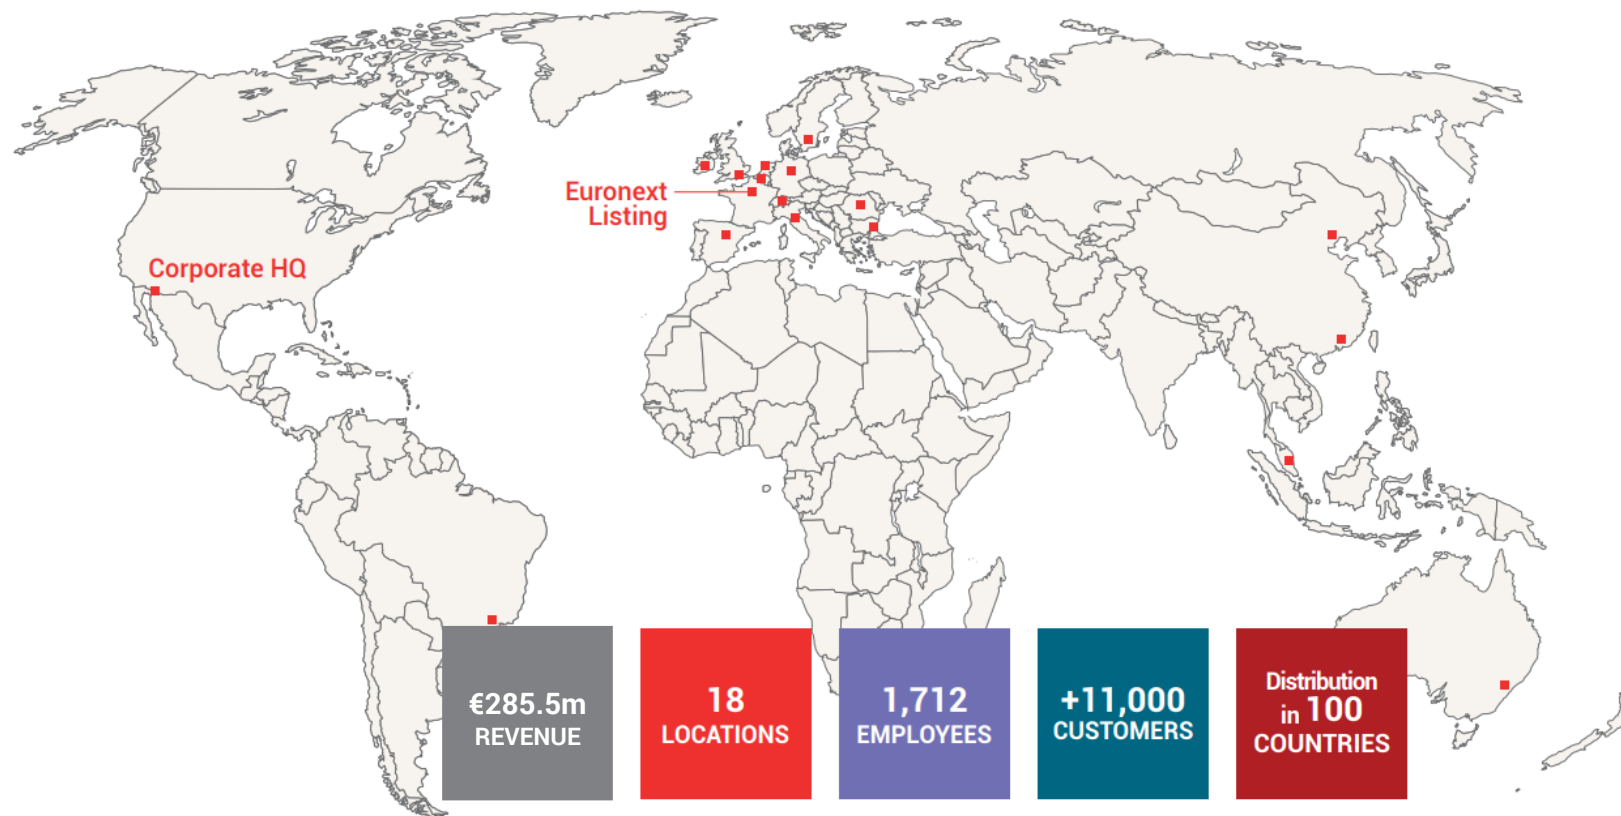 Euronext
Listing
Corporate HQ
€285.5m
REVENUE
18
LOCATIONS
1,712
EMPLOYEES
+11,000
CUSTOMERS
Distribution
in 100
COUNTRIES